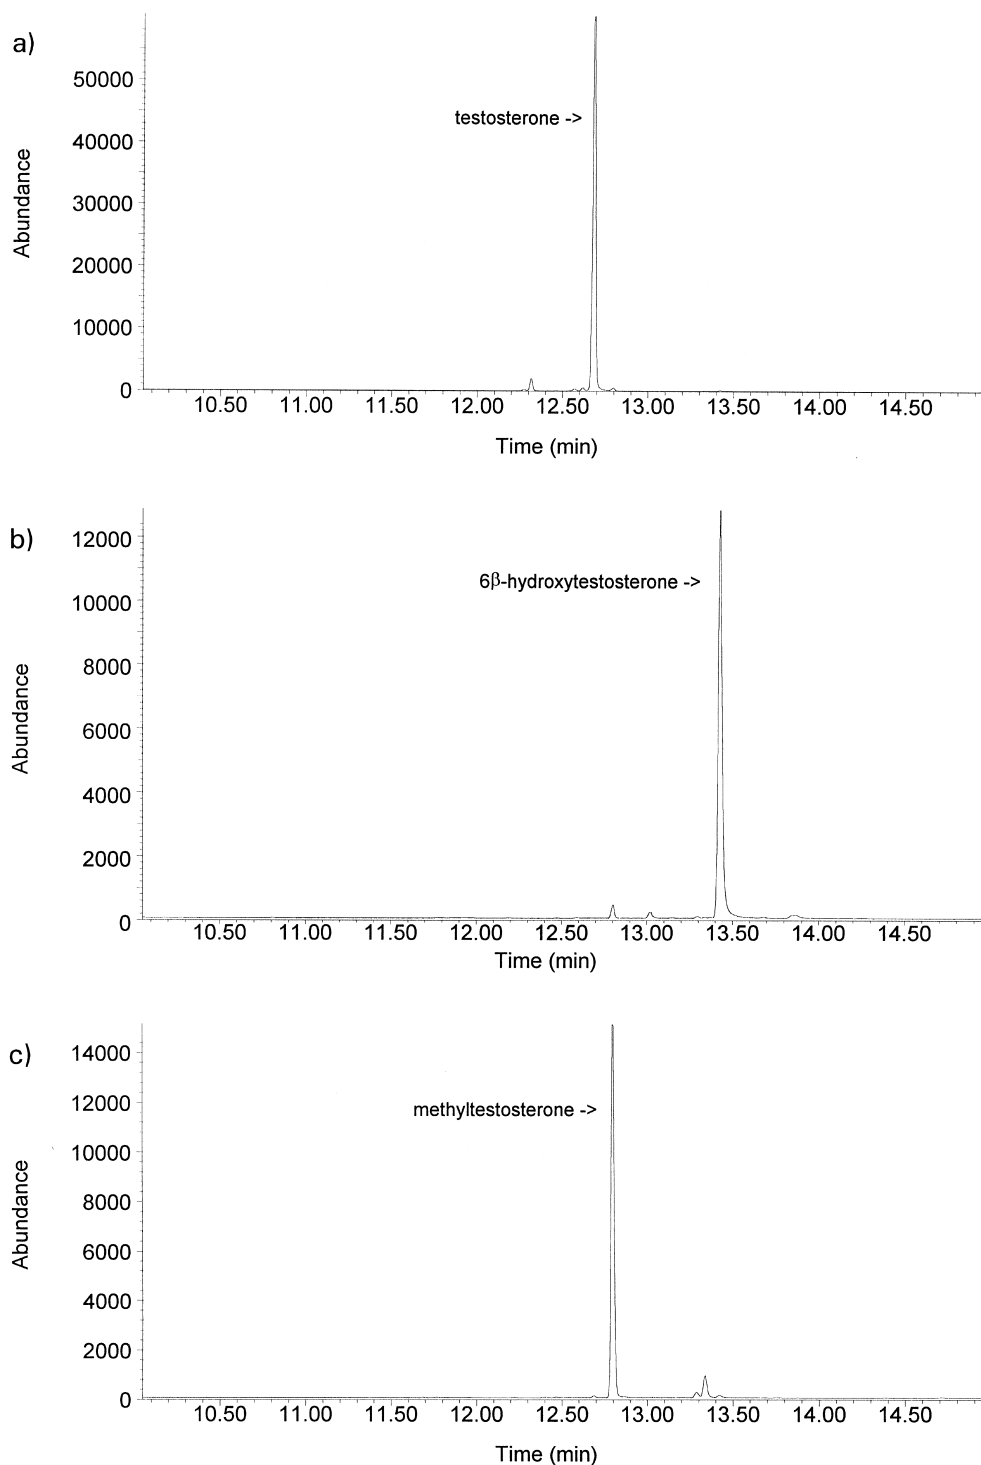 a)
Abundance
50000
40000
30000
20000
10000
0
testosterone ->
10.50 11.00 11.50 12.00 12.50 13.00 13.50 14.00 14.50
Time (min)
b)
Abundance
12000
10000
8000
6000
4000
2000
0
6β-hydroxytestosterone ->
10.50 11.00 11.50 12.00 12.50 13.00 13.50 14.00 14.50
Time (min)
c)
Abundance
14000
12000
10000
8000
6000
4000
2000
0
methyltestosterone ->
10.50 11.00 11.50 12.00 12.50 13.00 13.50 14.00 14.50
Time (min)